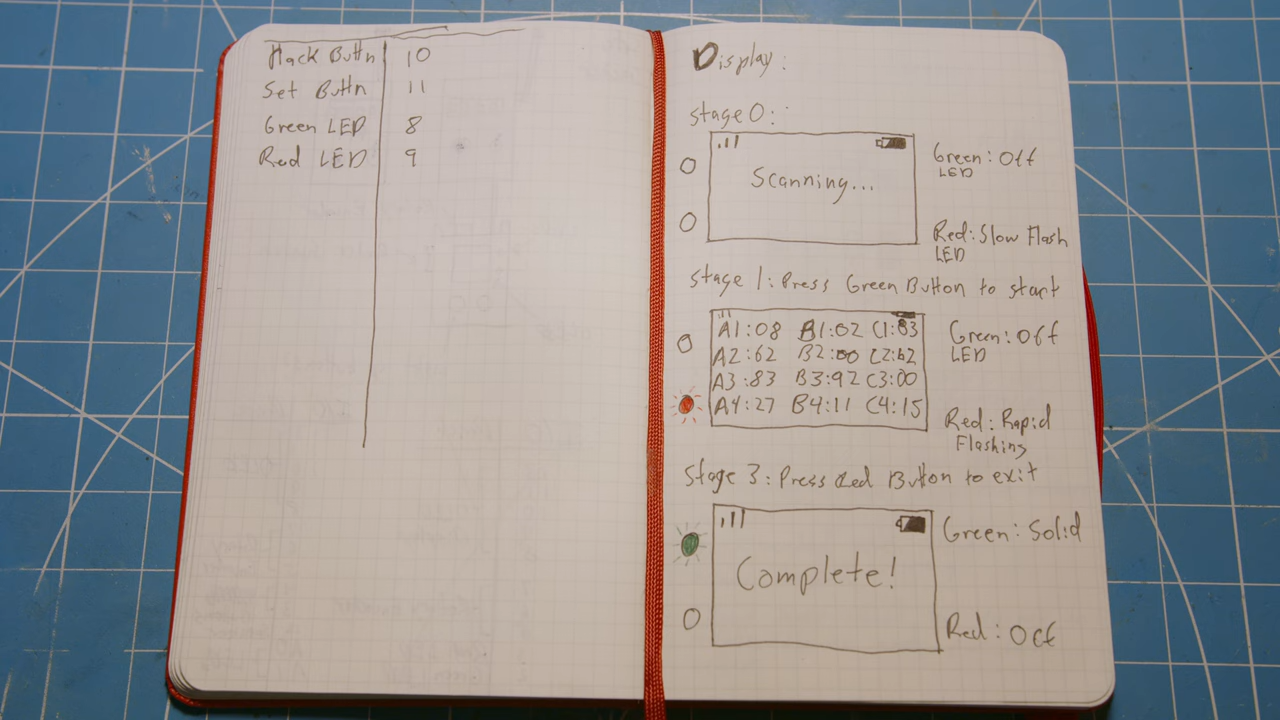 Hack Buttn 10
Set Buttn 11
Green LED 8
Red LED 9
Display:
stage 0:
Scanning...
Green: Off
LED
Red: Slow Flash
LED
Stage 1: Press Green Button to start
A1:08 B1:02 C1:83
A2:62 B2:00 C2:62
A3:83 B3:92 C3:00
A4:27 B4:11 C4:15
Green: Off
LED
Red: Rapid
Flashing
Stage 3: Press Red Button to exit
Complete!
Green: Solid
Red: Off